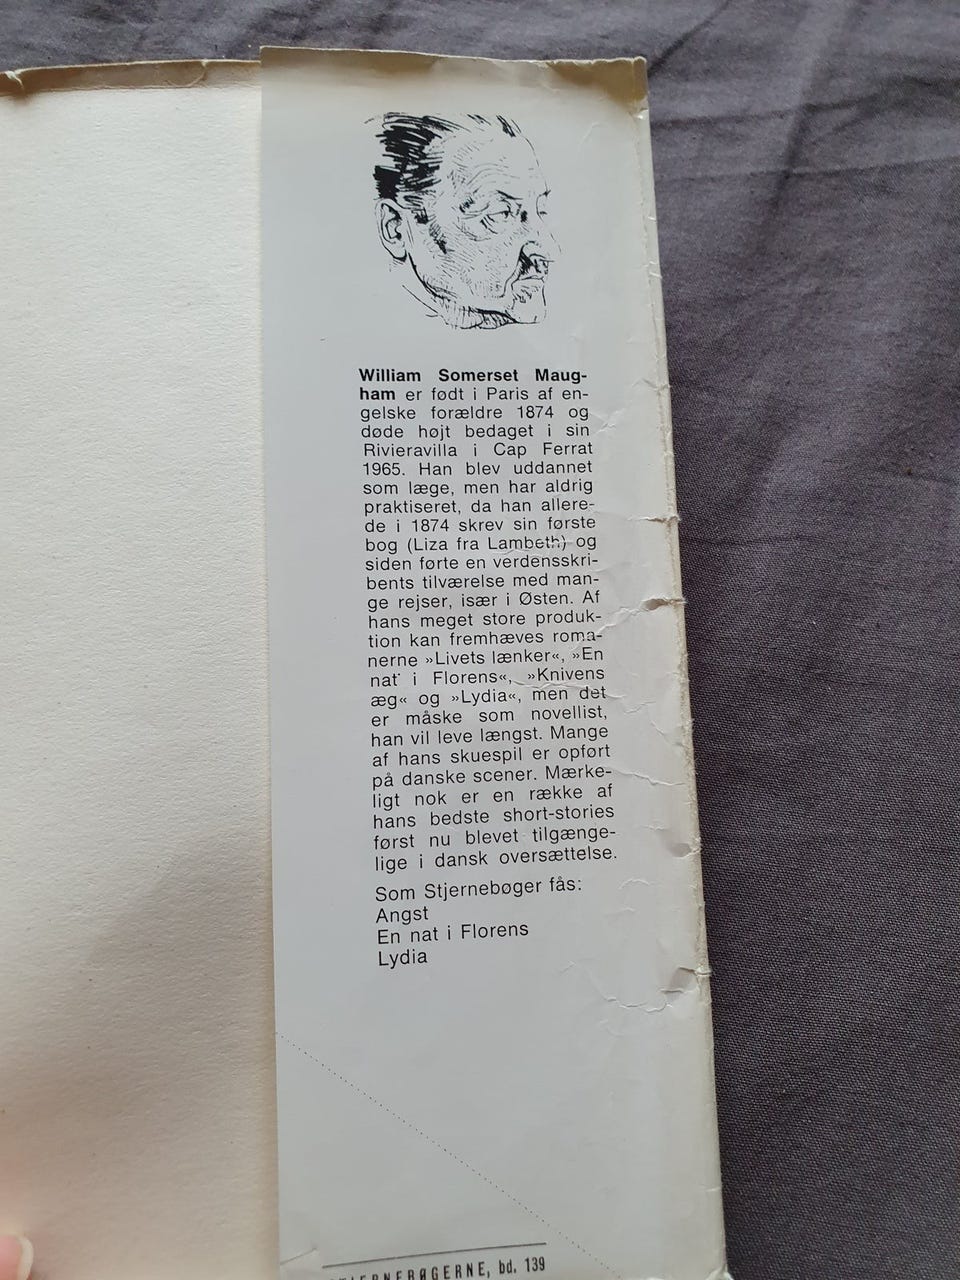 William Somerset Maug-
ham er født i Paris af en-
gelske forældre 1874 og
døde højt bedaget i sin
Rivieravilla i Cap Ferrat
1965. Han blev uddannet
som læge, men har aldrig
praktiseret, da han allere-
de i 1874 skrev sin første
bog (Liza fra Lambeth) og
siden førte en verdensskri-
bents tilværelse med man-
ge rejser, især i Østen. Af
hans meget store produk-
tion kan fremhæves roma-
nerne »Livets lænker«, »En
nat i Florens«, »Knivens
æg« og »Lydia«, men det
er måske som novellist,
han vil leve længst. Mange
af hans skuespil er opført
på danske scener. Mærke-
ligt nok er en række af
hans bedste short-stories
først nu blevet tilgænge-
lige i dansk oversættelse.
Som Stjernebøger fås:
Angst
En nat i Florens
Lydia
STJERNEBØGERNE, bd. 139